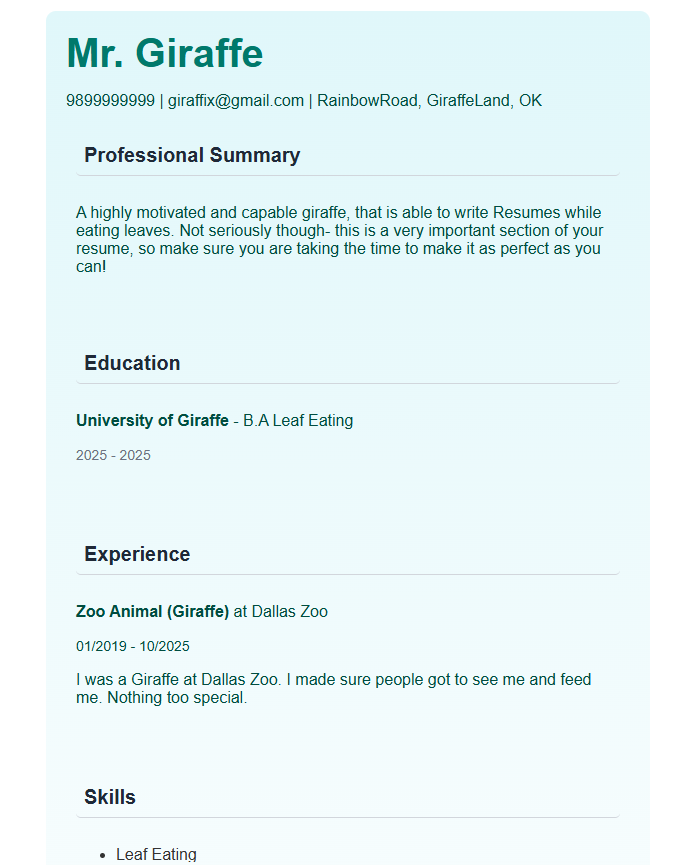 Mr. Giraffe
9899999999 | giraffix@gmail.com | RainbowRoad, GiraffeLand, OK
Professional Summary
A highly motivated and capable giraffe, that is able to write Resumes while
eating leaves. Not seriously though- this is a very important section of your
resume, so make sure you are taking the time to make it as perfect as you
can!
Education
University of Giraffe - B.A Leaf Eating
2025 - 2025
Experience
Zoo Animal (Giraffe) at Dallas Zoo
01/2019 - 10/2025
I was a Giraffe at Dallas Zoo. I made sure people got to see me and feed
me. Nothing too special.
Skills
• Leaf Eating